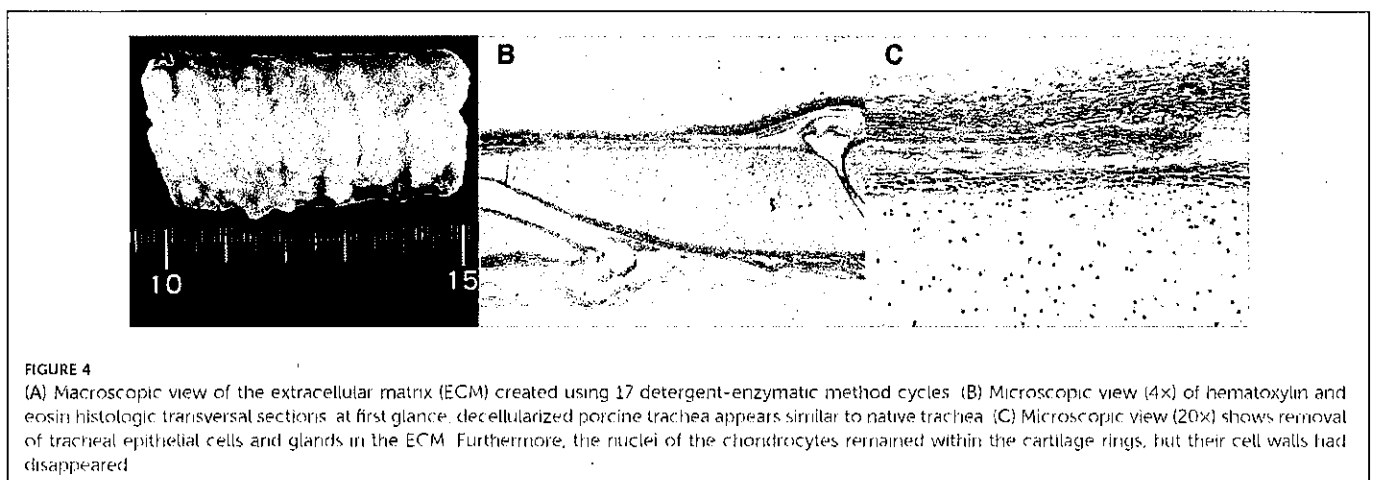 A
B
C
10
15
FIGURE 4
(A) Macroscopic view of the extracellular matrix (ECM) created using 17 detergent-enzymatic method cycles (B) Microscopic view (4x) of hematoxylin and
eosin histologic transversal sections at first glance, decellularized porcine trachea appears similar to native trachea (C) Microscopic view (20x) shows removal
of tracheal epithelial cells and glands in the ECM Furthermore, the nuclei of the chondrocytes remained within the cartilage rings, but their cell walls had
disappeared